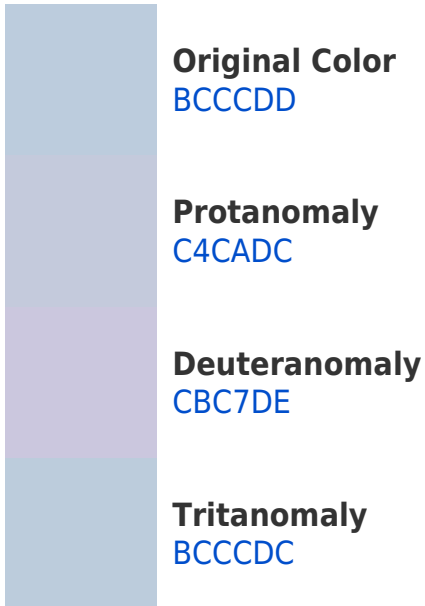 Original Color
BCCCDD
Protanomaly
C4CADC
Deuteranomaly
CBC7DE
Tritanomaly
BCCCDC